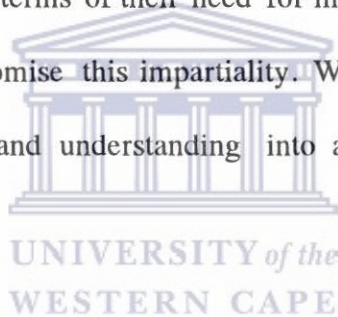 terms of their need for
omise this impartiality. W
and understanding into a
UNIVERSITY of the
WESTERN CAPE